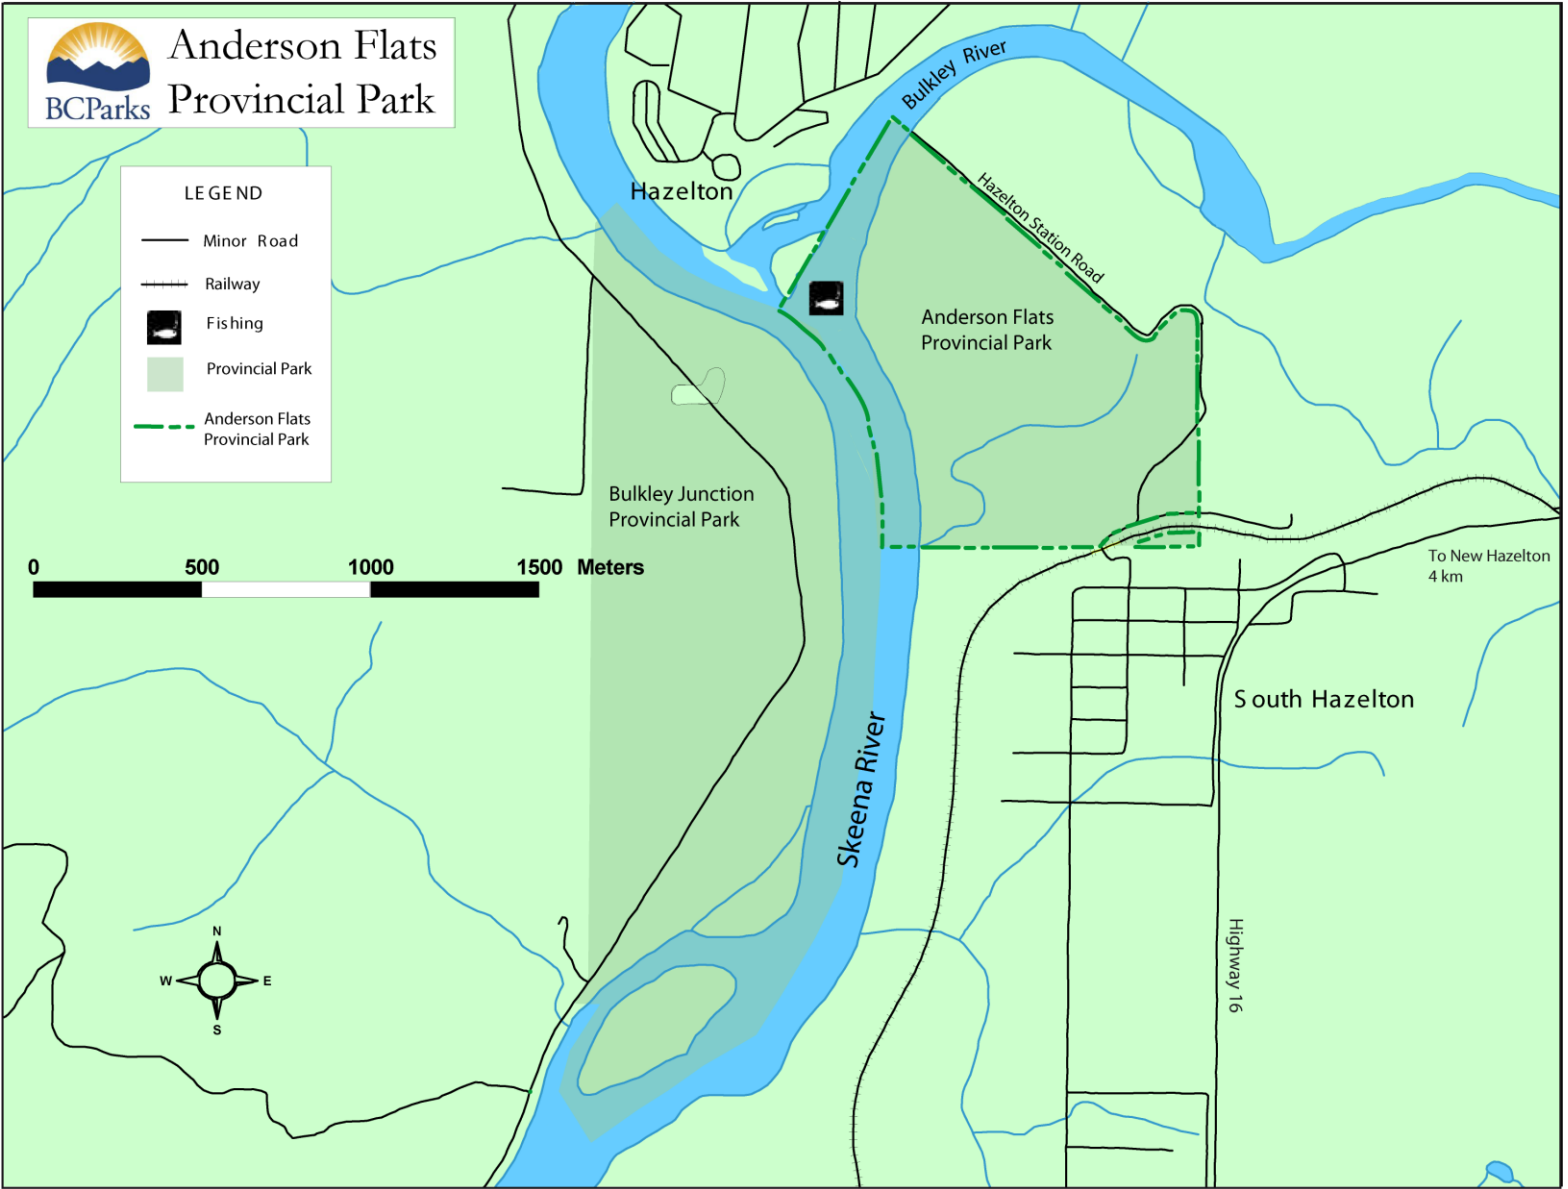 Anderson Flats
Provincial Park
BCParks
LEGEND
Minor Road
Railway
Fishing
Provincial Park
Anderson Flats
Provincial Park
Bulkley River
Hazelton
Hazelton Station Road
Anderson Flats
Provincial Park
Bulkley Junction
Provincial Park
0 500 1000 1500 Meters
To New Hazelton
4 km
South Hazelton
Skeena River
Highway 16
N
W E
S